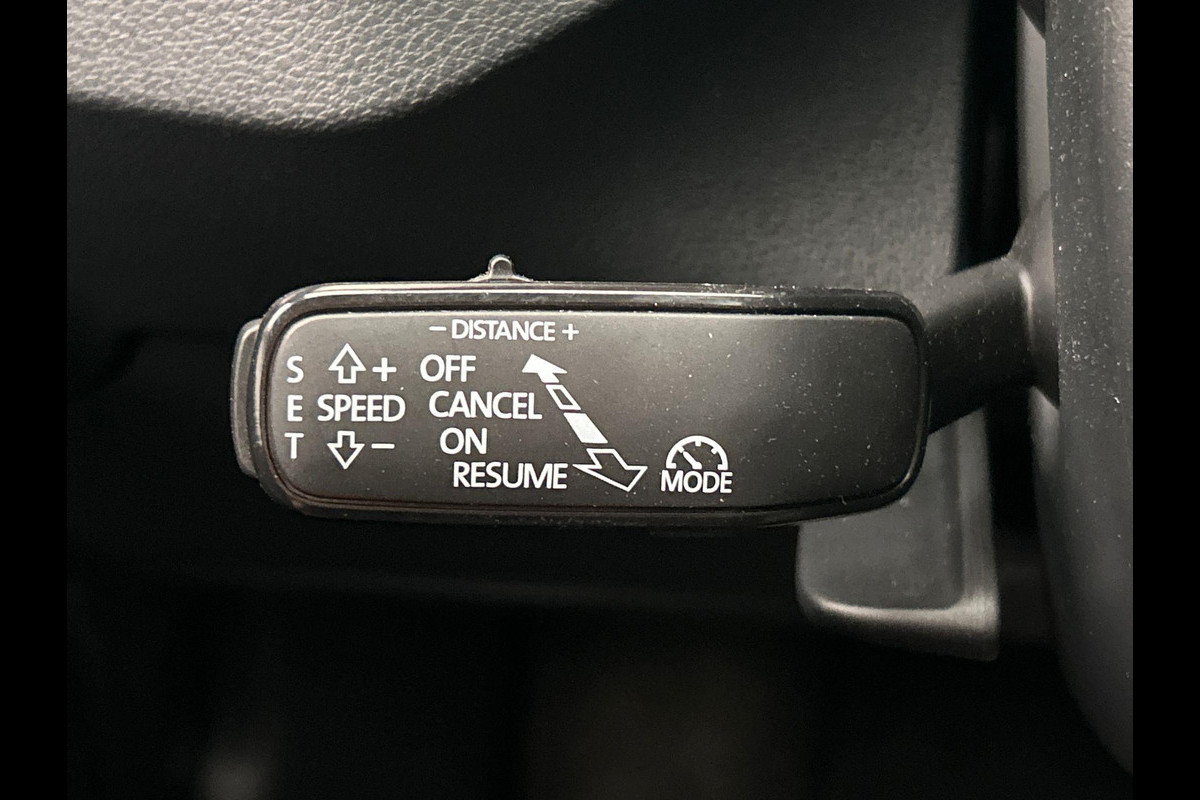 − DISTANCE +
S + OFF
E SPEED CANCEL
T − ON
RESUME
MODE